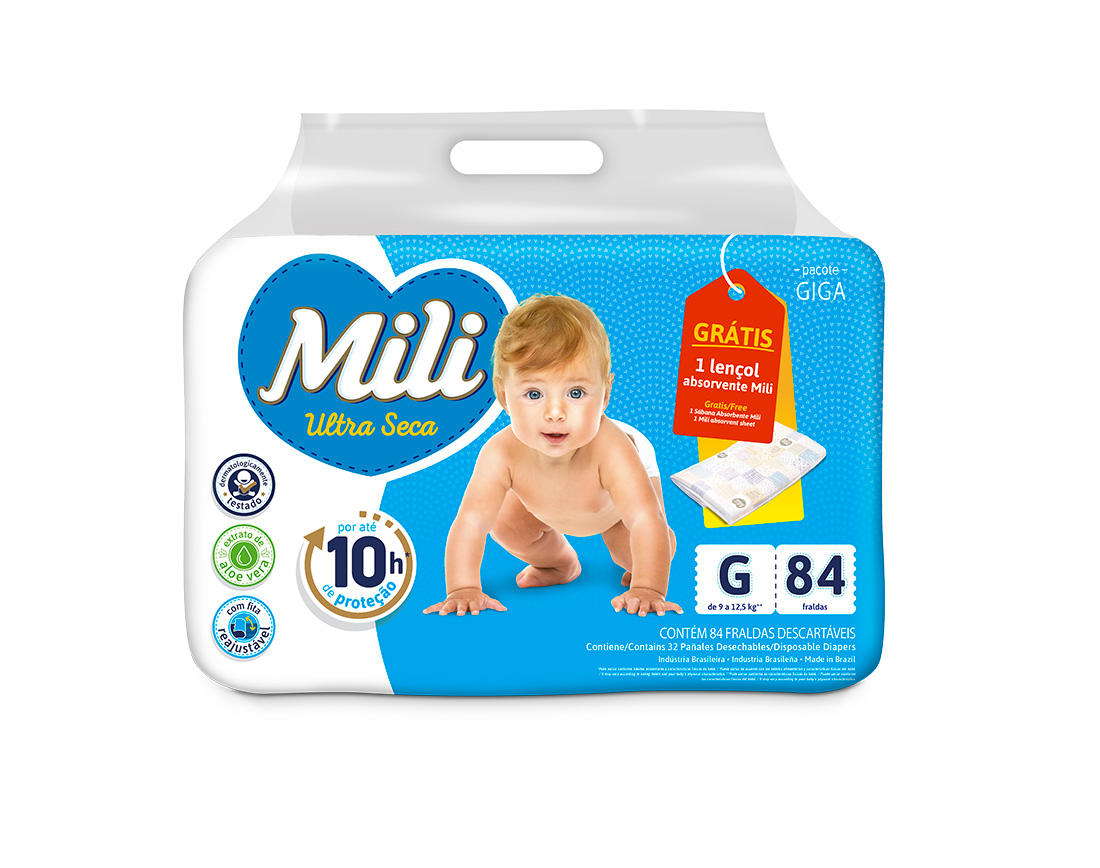 Mili
Ultra Seca
- pacote -
GIGA
GRÁTIS
1 lençol
absorvente Mili
Gratis/Free
1 Sábana Absorbente Mili
1 Mili absorvent sheet
dermatologicamente
testado
extrato de
aloe vera
com fita
reajustável
por até
10h*
de proteção
G
de 9 a 12,5 kg**
84
fraldas
CONTÉM 84 FRALDAS DESCARTÁVEIS
Contiene/Contains 32 Pañales Desechables/Disposable Diapers
Indústria Brasileira • Industria Brasileña • Made in Brazil